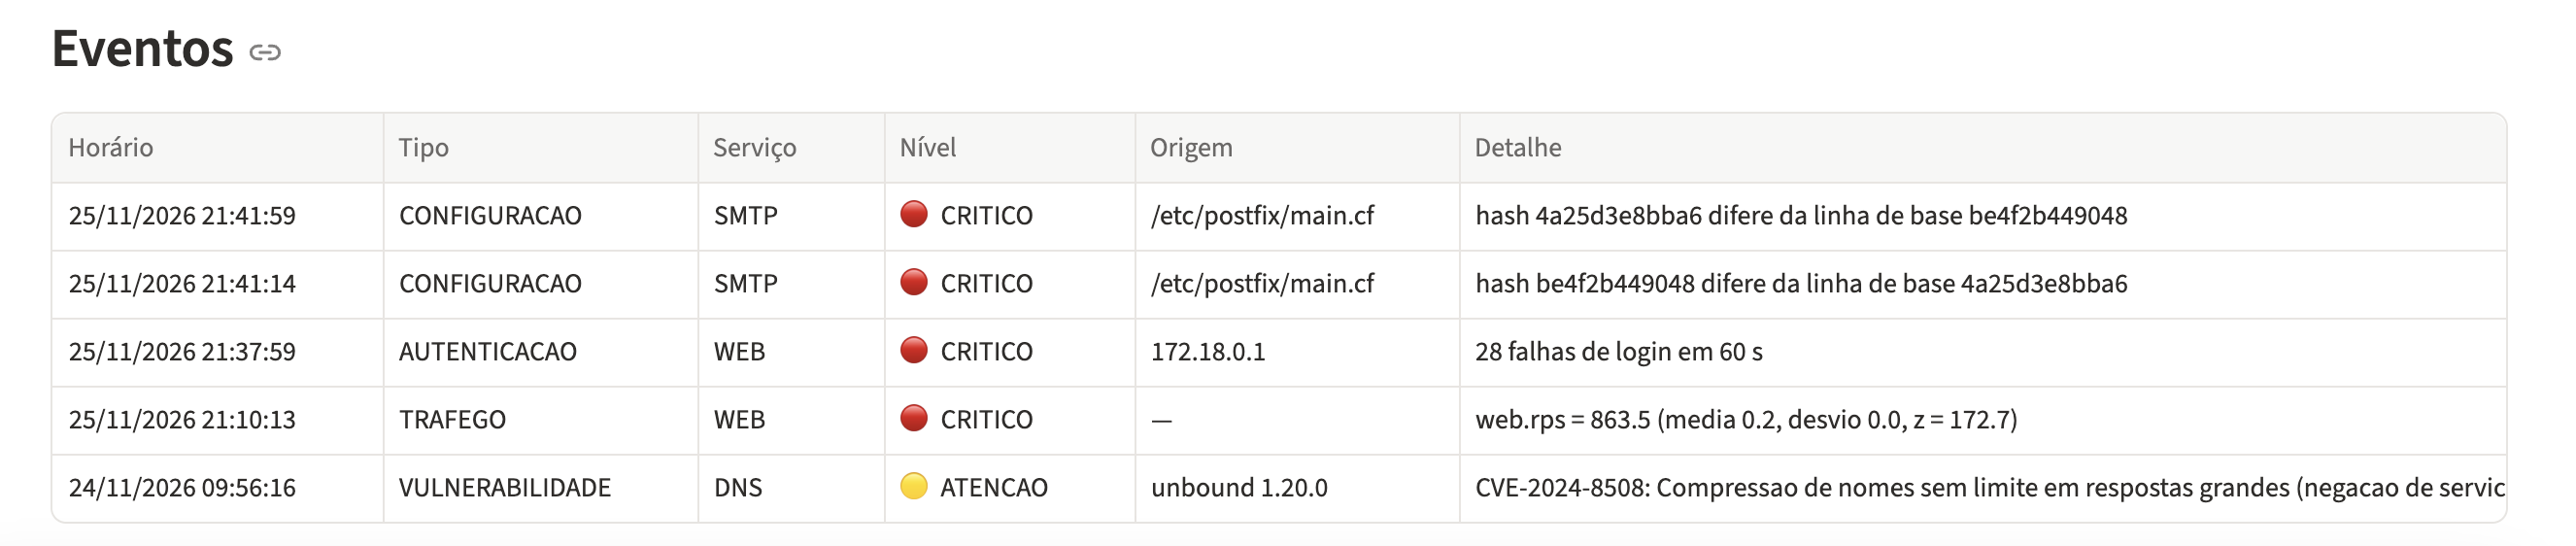 Eventos
Horário Tipo Serviço Nível Origem Detalhe
25/11/2026 21:41:59 CONFIGURACAO SMTP CRITICO /etc/postfix/main.cf hash 4a25d3e8bba6 difere da linha de base be4f2b449048
25/11/2026 21:41:14 CONFIGURACAO SMTP CRITICO /etc/postfix/main.cf hash be4f2b449048 difere da linha de base 4a25d3e8bba6
25/11/2026 21:37:59 AUTENTICACAO WEB CRITICO 172.18.0.1 28 falhas de login em 60 s
25/11/2026 21:10:13 TRAFEGO WEB CRITICO — web.rps = 863.5 (media 0.2, desvio 0.0, z = 172.7)
24/11/2026 09:56:16 VULNERABILIDADE DNS ATENCAO unbound 1.20.0 CVE-2024-8508: Compressao de nomes sem limite em respostas grandes (negacao de servic